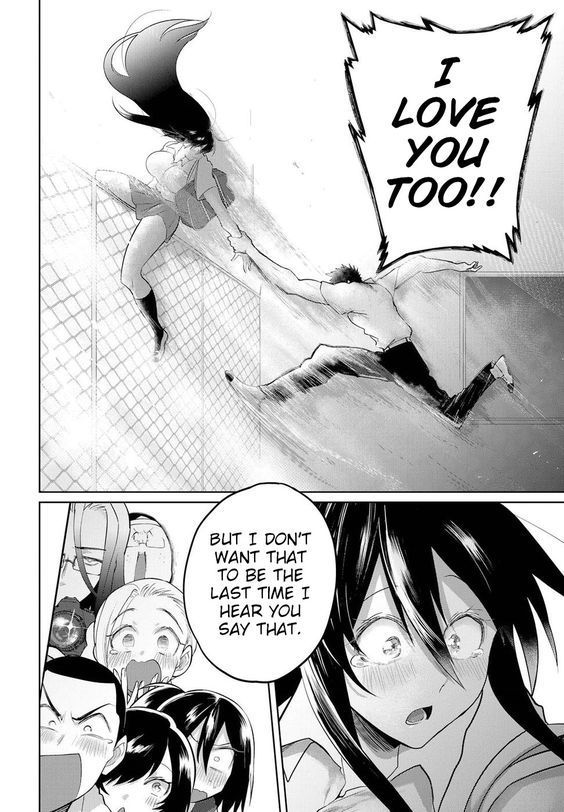 I
LOVE
YOU
TOO!!
BUT I DON'T
WANT THAT
TO BE THE
LAST TIME I
HEAR YOU
SAY THAT.